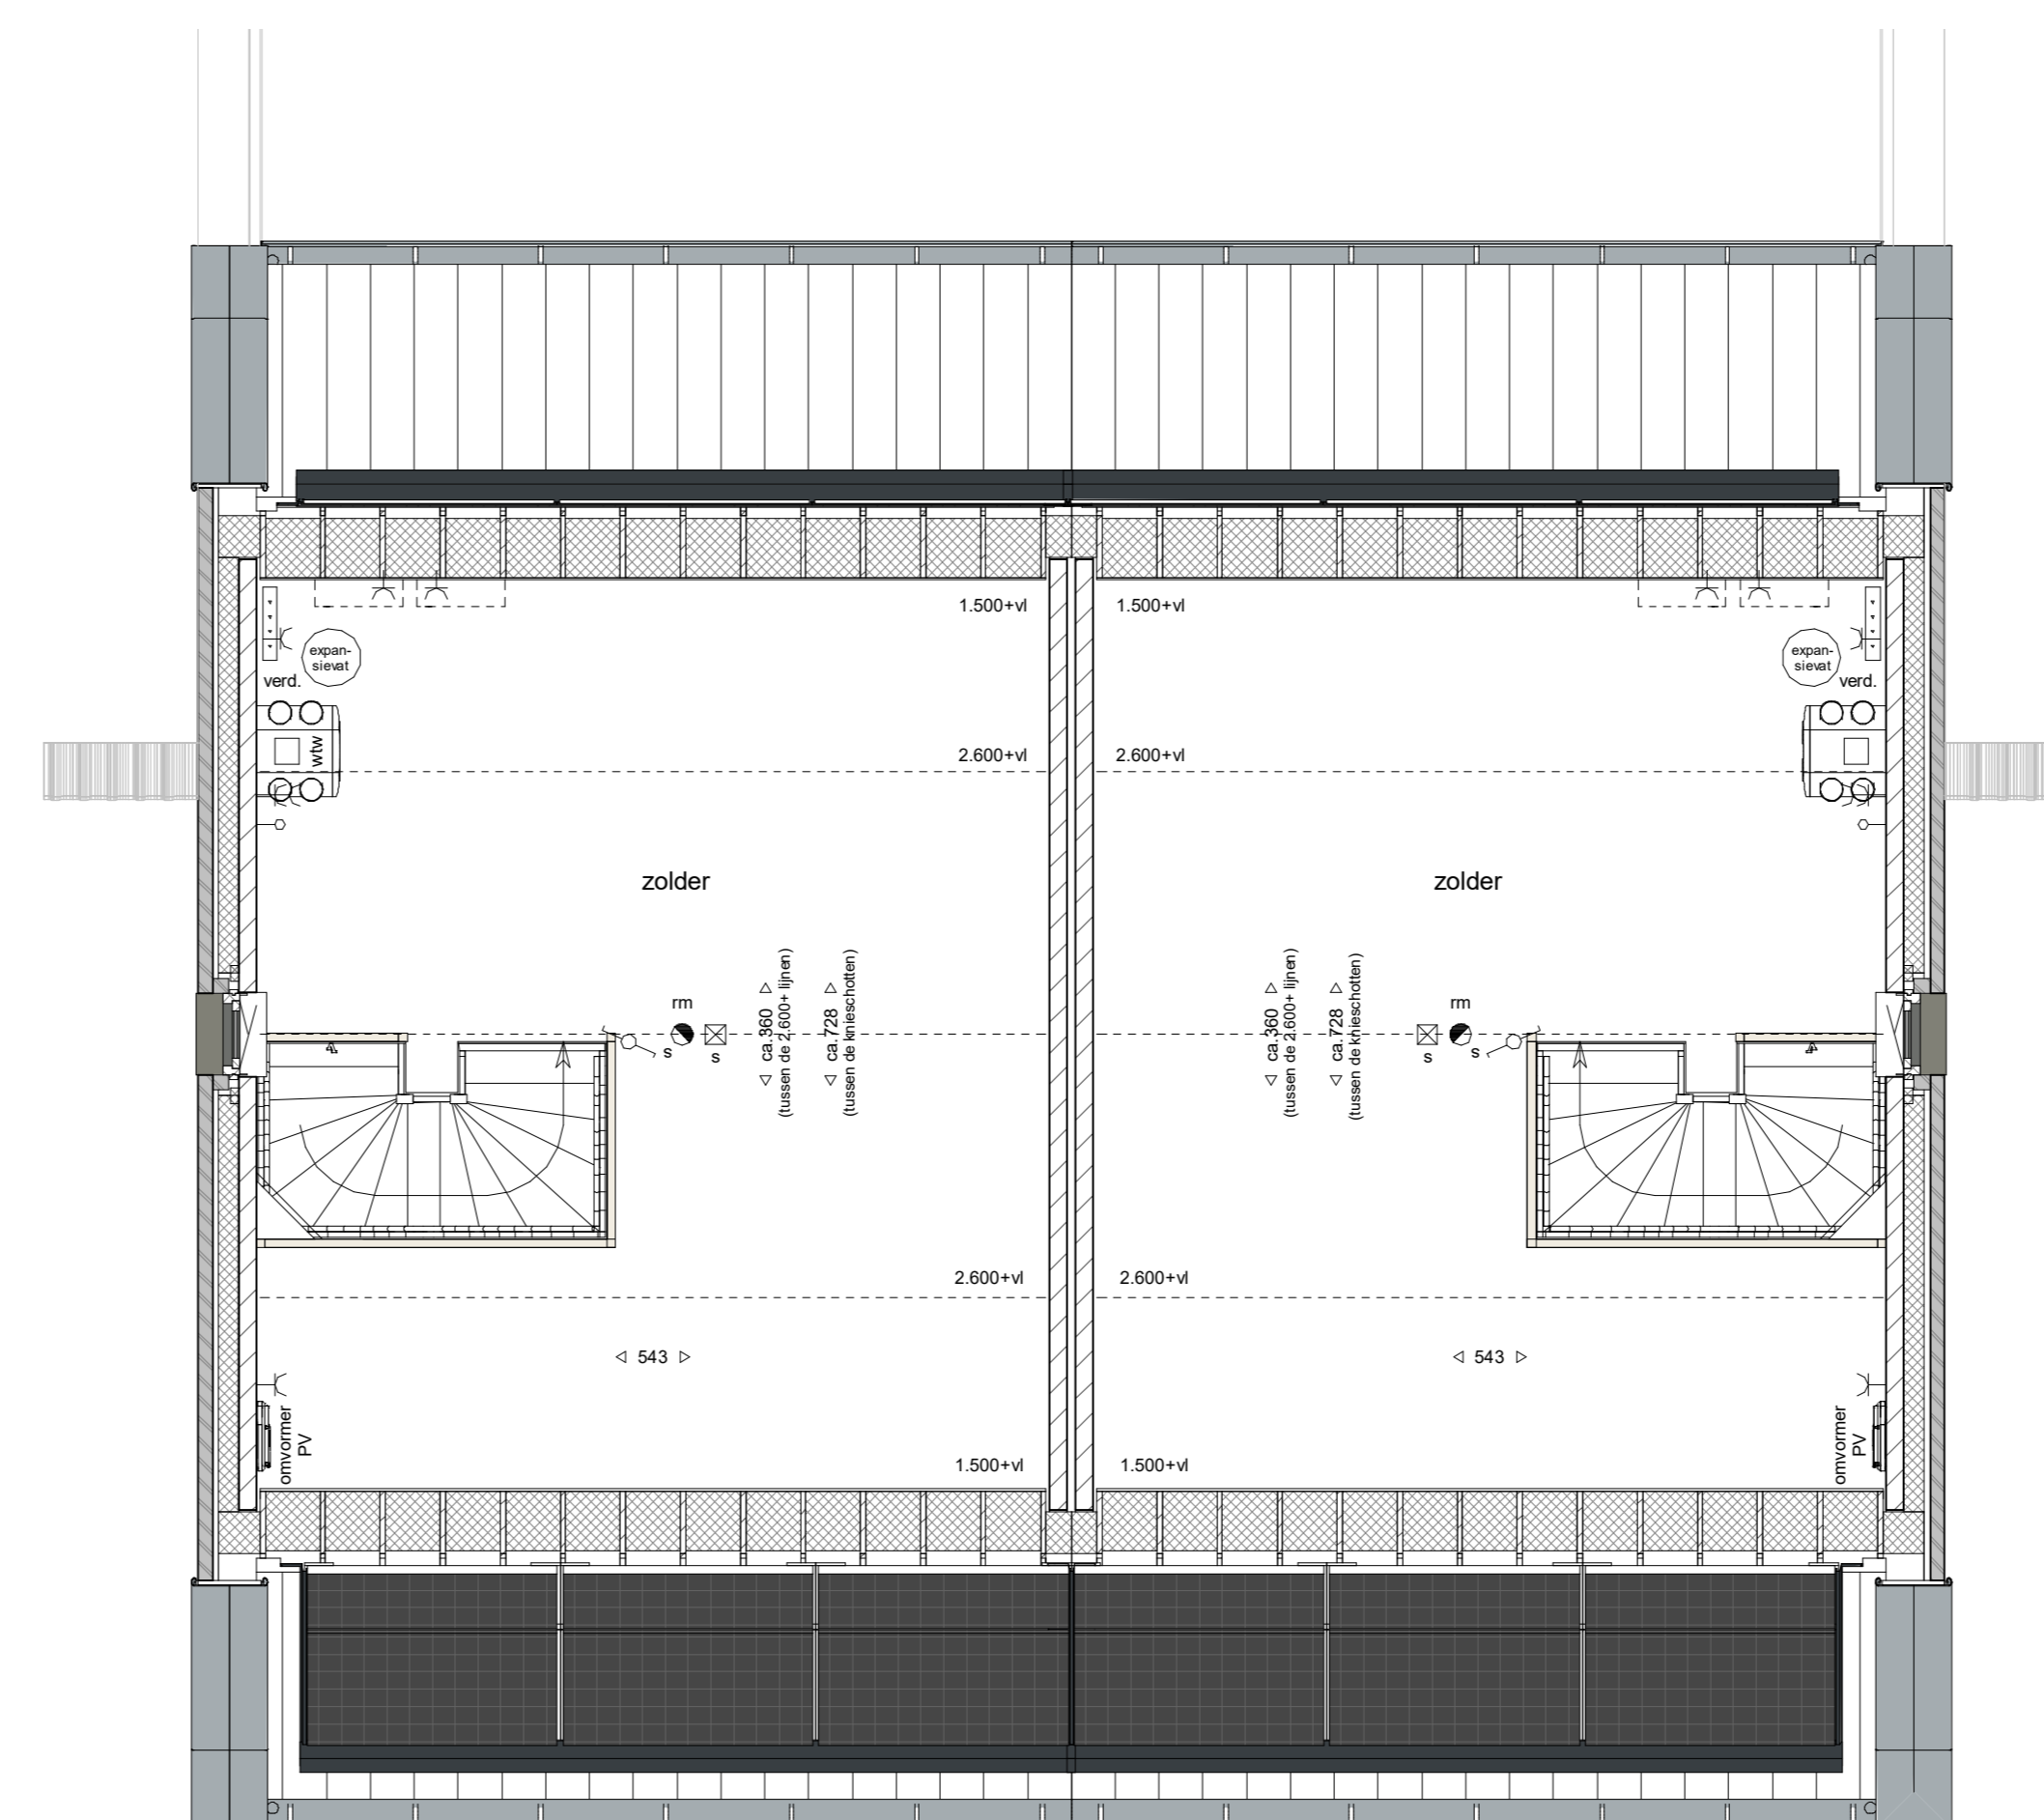 1.500+vl
1.500+vl
expan-
sievat
expan-
sievat
verd.
verd.
2.600+vl
2.600+vl
wtw
zolder
zolder
rm
s
s
ca.360
(tussen de 2.600+ lijnen)
ca.728
(tussen de knieschotten)
ca.360
(tussen de 2.600+ lijnen)
ca.728
(tussen de knieschotten)
rm
s
s
2.600+vl
2.600+vl
543
543
omvormer
PV
omvormer
PV
1.500+vl
1.500+vl